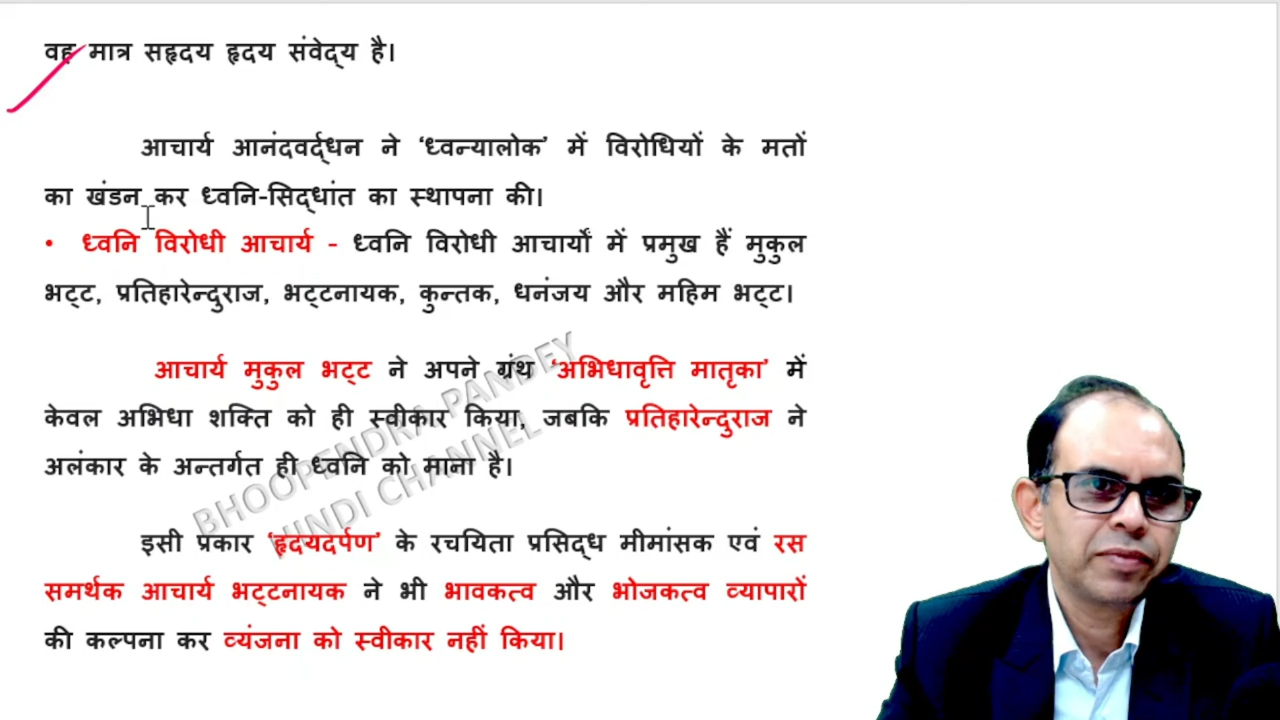 वह मात्र सहृदय हृदय संवेद्य है।
आचार्य आनंदवर्द्धन ने ‘ध्वन्यालोक’ में विरोधियों के मतों
का खंडन कर ध्वनि-सिद्धांत का स्थापना की।
• ध्वनि विरोधी आचार्य - ध्वनि विरोधी आचार्यों में प्रमुख हैं मुकुल
भट्ट, प्रतिहारेन्दुराज, भट्टनायक, कुन्तक, धनंजय और महिम भट्ट।
आचार्य मुकुल भट्ट ने अपने ग्रंथ ‘अभिधावृत्ति मातृका’ में
केवल अभिधा शक्ति को ही स्वीकार किया, जबकि प्रतिहारेन्दुराज ने
अलंकार के अन्तर्गत ही ध्वनि को माना है।
इसी प्रकार ‘हृदयदर्पण’ के रचयिता प्रसिद्ध मीमांसक एवं रस
समर्थक आचार्य भट्टनायक ने भी भावकत्व और भोजकत्व व्यापारों
की कल्पना कर व्यंजना को स्वीकार नहीं किया।
BHOOPENDRA PANDEY
HINDI CHANNEL